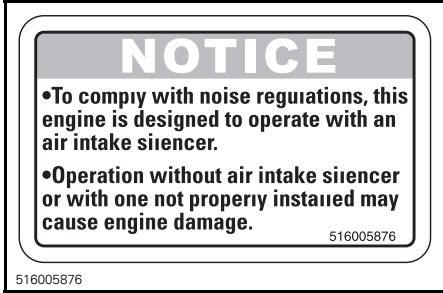 NOTICE
•To comply with noise regulations, this
engine is designed to operate with an
air intake silencer.
•Operation without air intake silencer
or with one not properly installed may
cause engine damage.
516005876
516005876